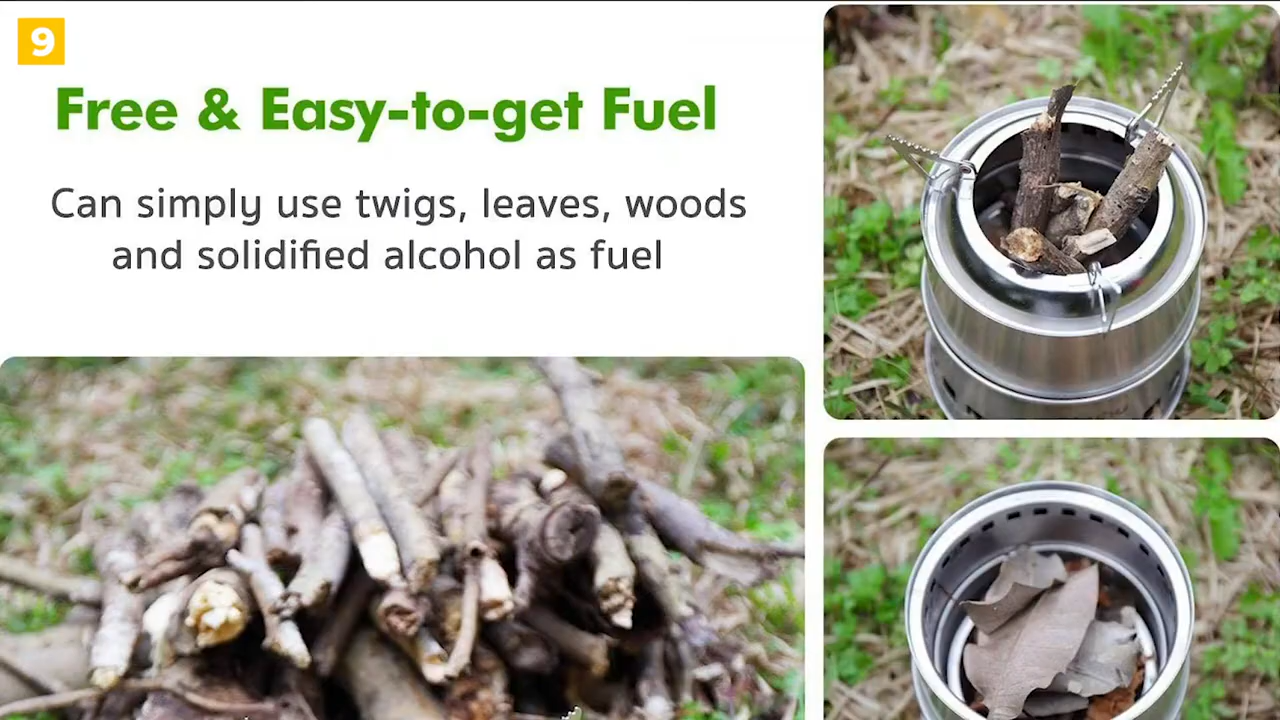 9
Free & Easy-to-get Fuel
Can simply use twigs, leaves, woods
and solidified alcohol as fuel